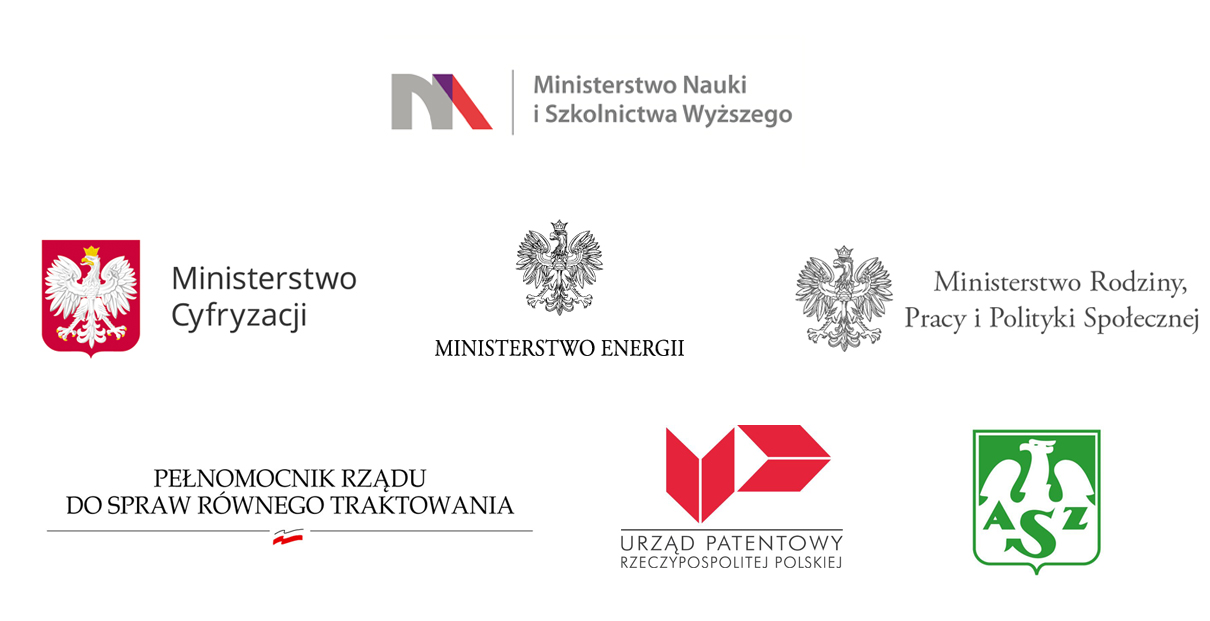 Ministerstwo Nauki
i Szkolnictwa Wyższego
Ministerstwo
Cyfryzacji
MINISTERSTWO ENERGII
Ministerstwo Rodziny,
Pracy i Polityki Społecznej
PEŁNOMOCNIK RZĄDU
DO SPRAW RÓWNEGO TRAKTOWANIA
UP
URZĄD PATENTOWY
RZECZYPOSPOLITEJ POLSKIEJ
AZS